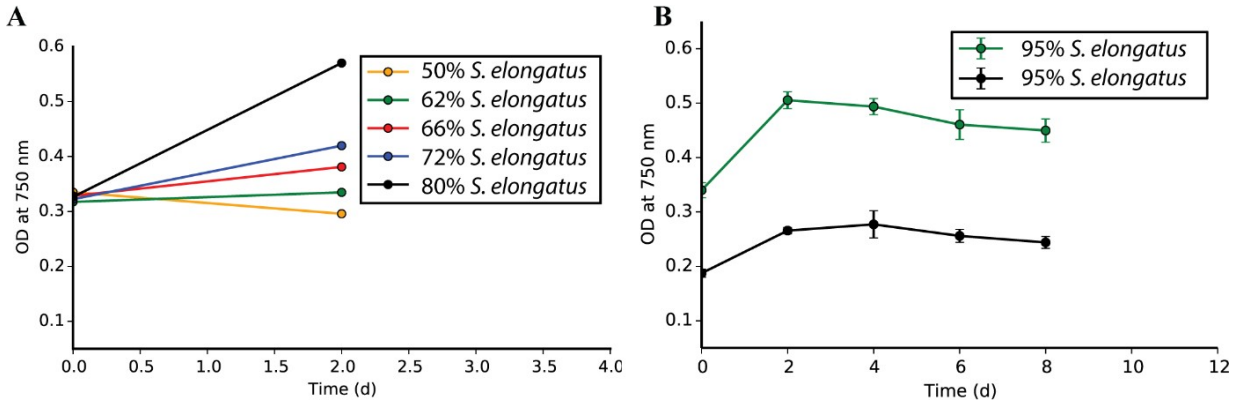 A
OD at 750 nm
0.6
0.5
0.4
0.3
0.2
0.1
0.0
0.5
1.0
1.5
2.0
2.5
3.0
3.5
4.0
Time (d)
50% S. elongatus
62% S. elongatus
66% S. elongatus
72% S. elongatus
80% S. elongatus
B
OD at 750 nm
0.6
0.5
0.4
0.3
0.2
0.1
0
2
4
6
8
10
12
Time (d)
95% S. elongatus
95% S. elongatus